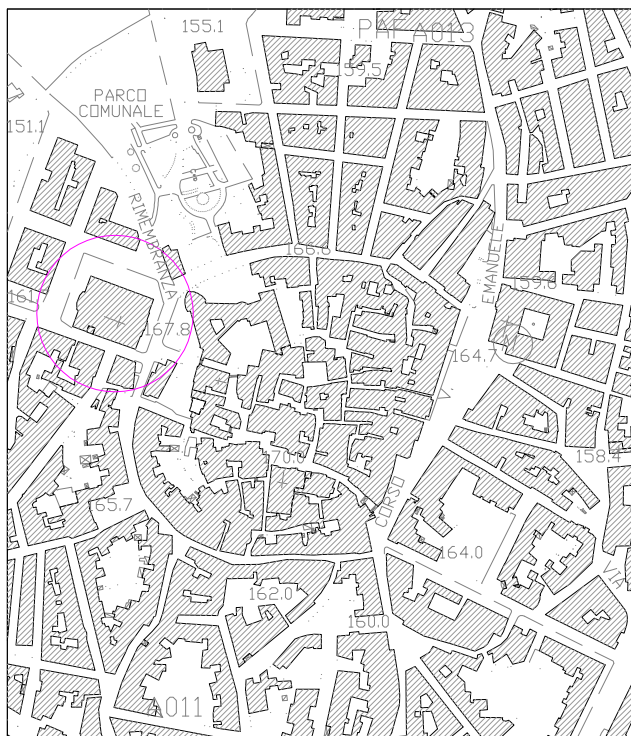 155.1
PAF A013
159.5
PARCO
COMUNALE
151.1
RIMEMBRANZA
EMANUELE
166.6
159.8
161
167.8
M
164.7
170.0
158.4
CORSO
165.7
164.0
VIA
162.0
160.0
A011